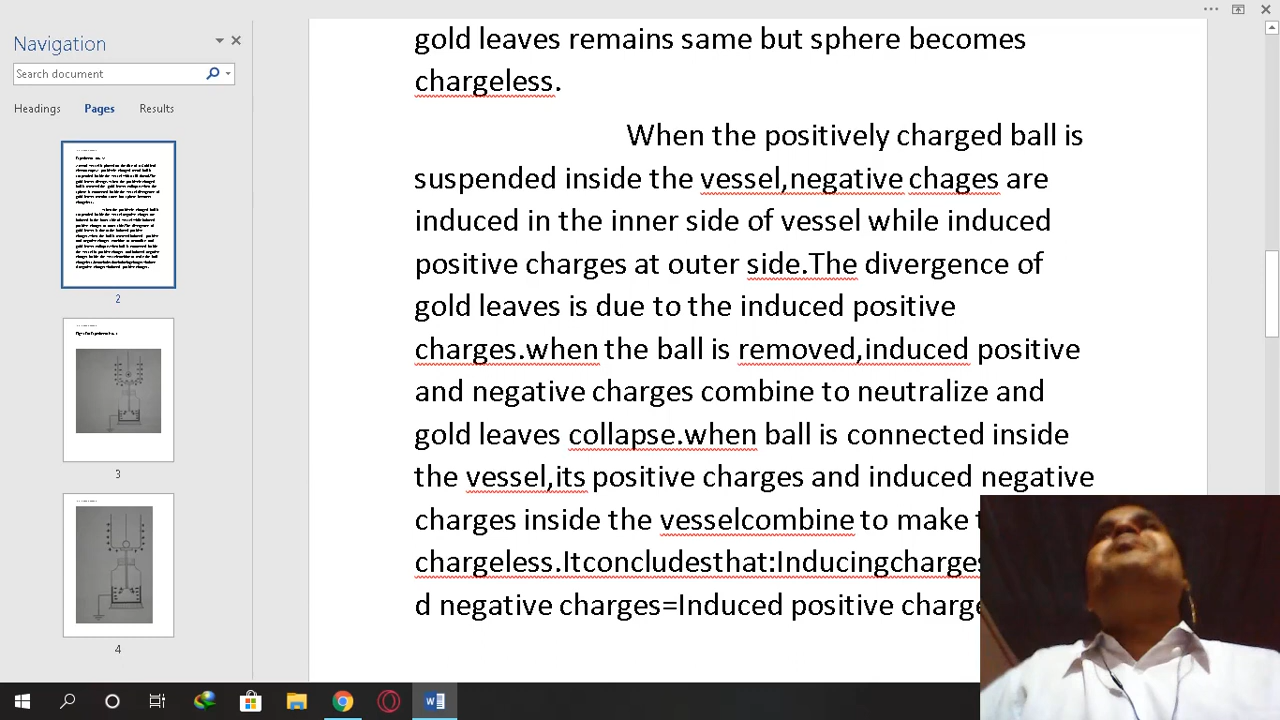 Navigation
Search document
Headings Pages Results
2
3
4
gold leaves remains same but sphere becomes
chargeless.
When the positively charged ball is
suspended inside the vessel,negative chages are
induced in the inner side of vessel while induced
positive charges at outer side.The divergence of
gold leaves is due to the induced positive
charges.when the ball is removed,induced positive
and negative charges combine to neutralize and
gold leaves collapse.when ball is connected inside
the vessel,its positive charges and induced negative
charges inside the vesselcombine to make
chargeless.Itconcludesthat:Inducingcharges
d negative charges=Induced positive